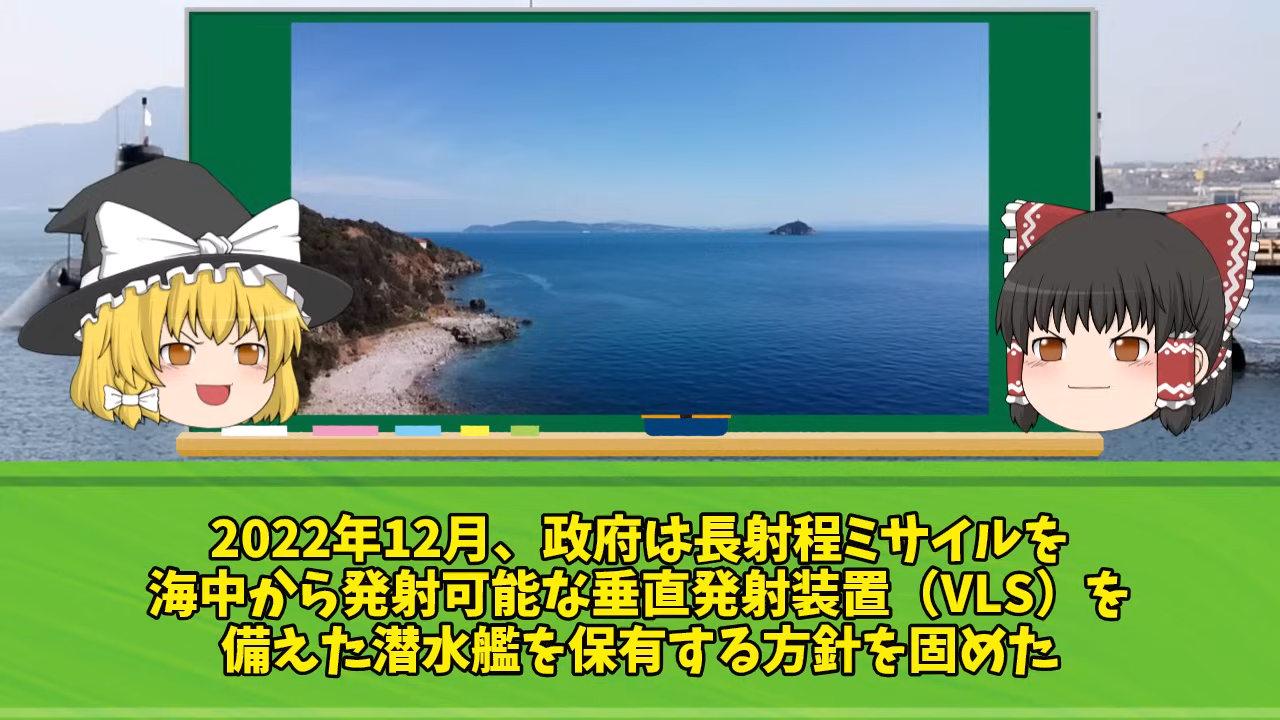 2022年12月、政府は長射程ミサイルを
海中から発射可能な垂直発射装置（VLS）を
備えた潜水艦を保有する方針を固めた